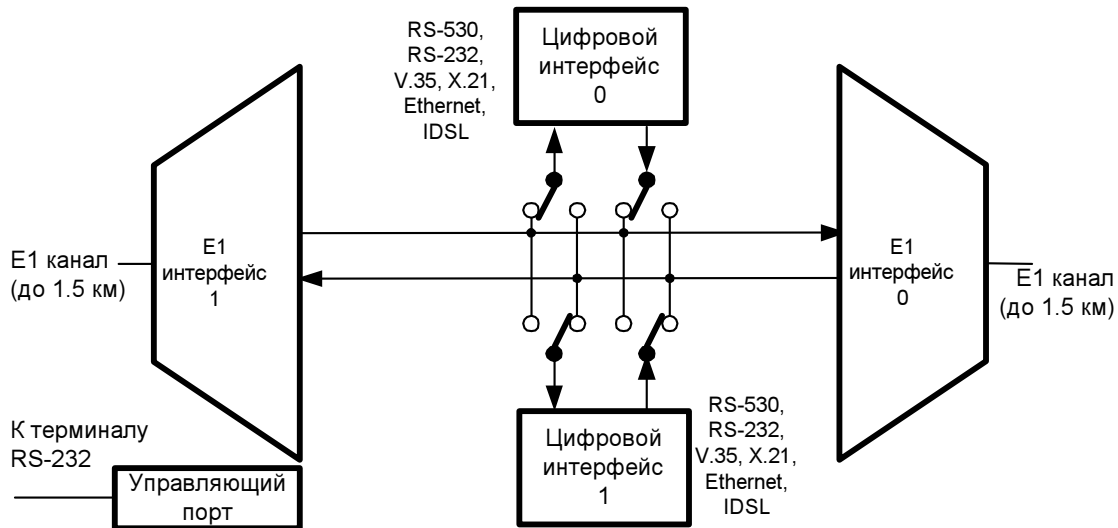 RS-530,
RS-232,
V.35, X.21,
Ethernet,
IDSL
Цифровой
интерфейс
0
E1
интерфейс
1
E1 канал
(до 1.5 км)
E1
интерфейс
0
E1 канал
(до 1.5 км)
Цифровой
интерфейс
1
RS-530,
RS-232,
V.35, X.21,
Ethernet,
IDSL
К терминалу
RS-232
Управляющий
порт